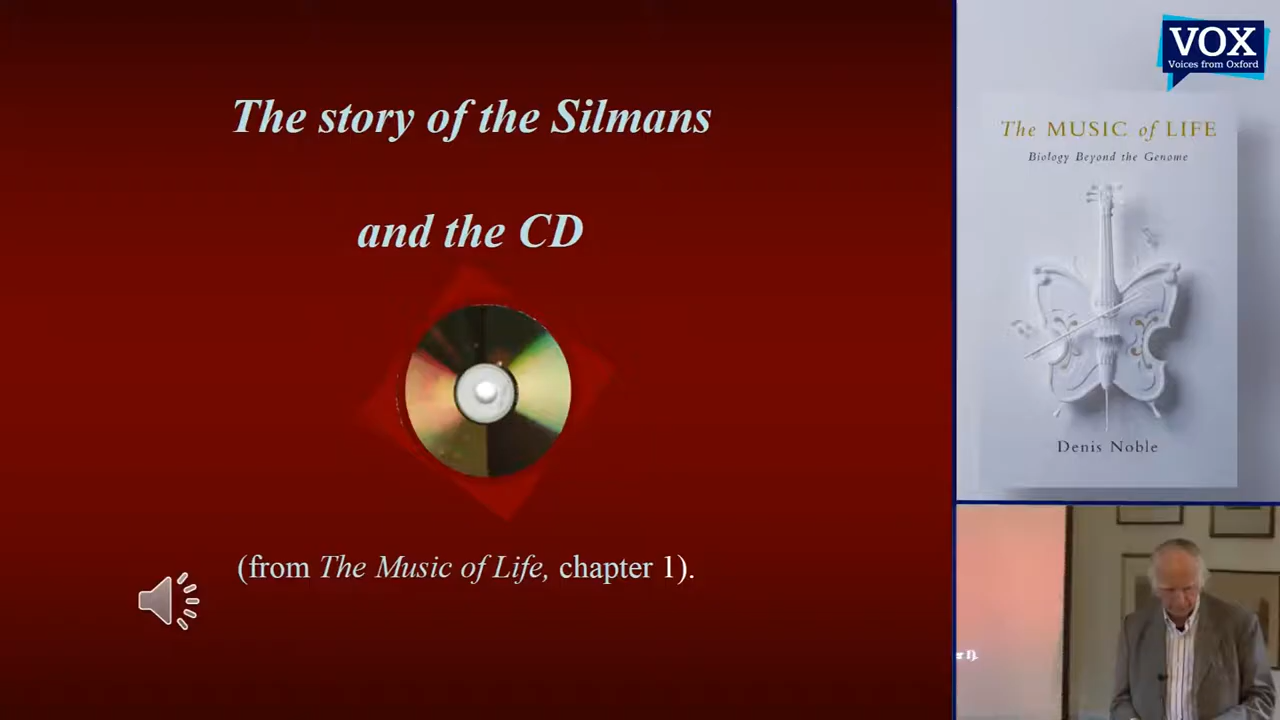 The story of the Silmans
and the CD
(from The Music of Life, chapter 1).
VOX
Voices from Oxford
The MUSIC of LIFE
Biology Beyond the Genome
Denis Noble
r 1).